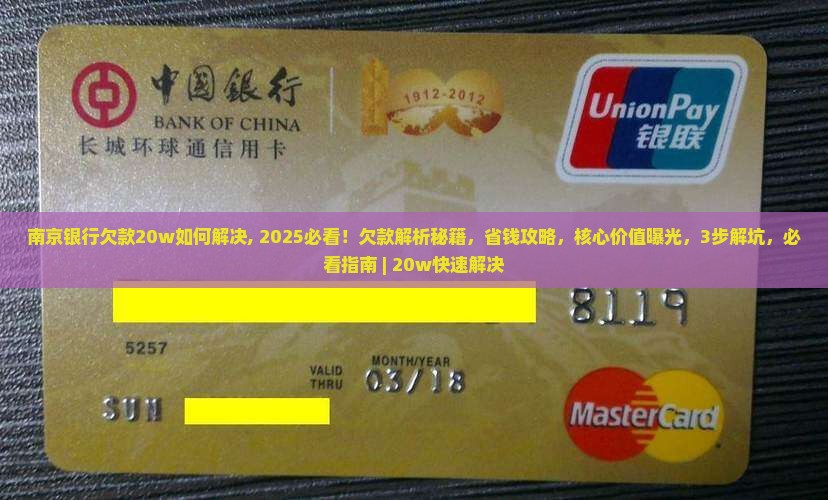 中国银行
BANK OF CHINA
长城环球通信用卡
1912-2012
UnionPay
银联
南京银行欠款20w如何解决, 2025必看！欠款解析秘籍，省钱攻略，核心价值曝光，3步解坑，必
看指南 | 20w快速解决
8119
5257
VALID
THRU
MONTH/YEAR
03/18
SUN
MasterCard